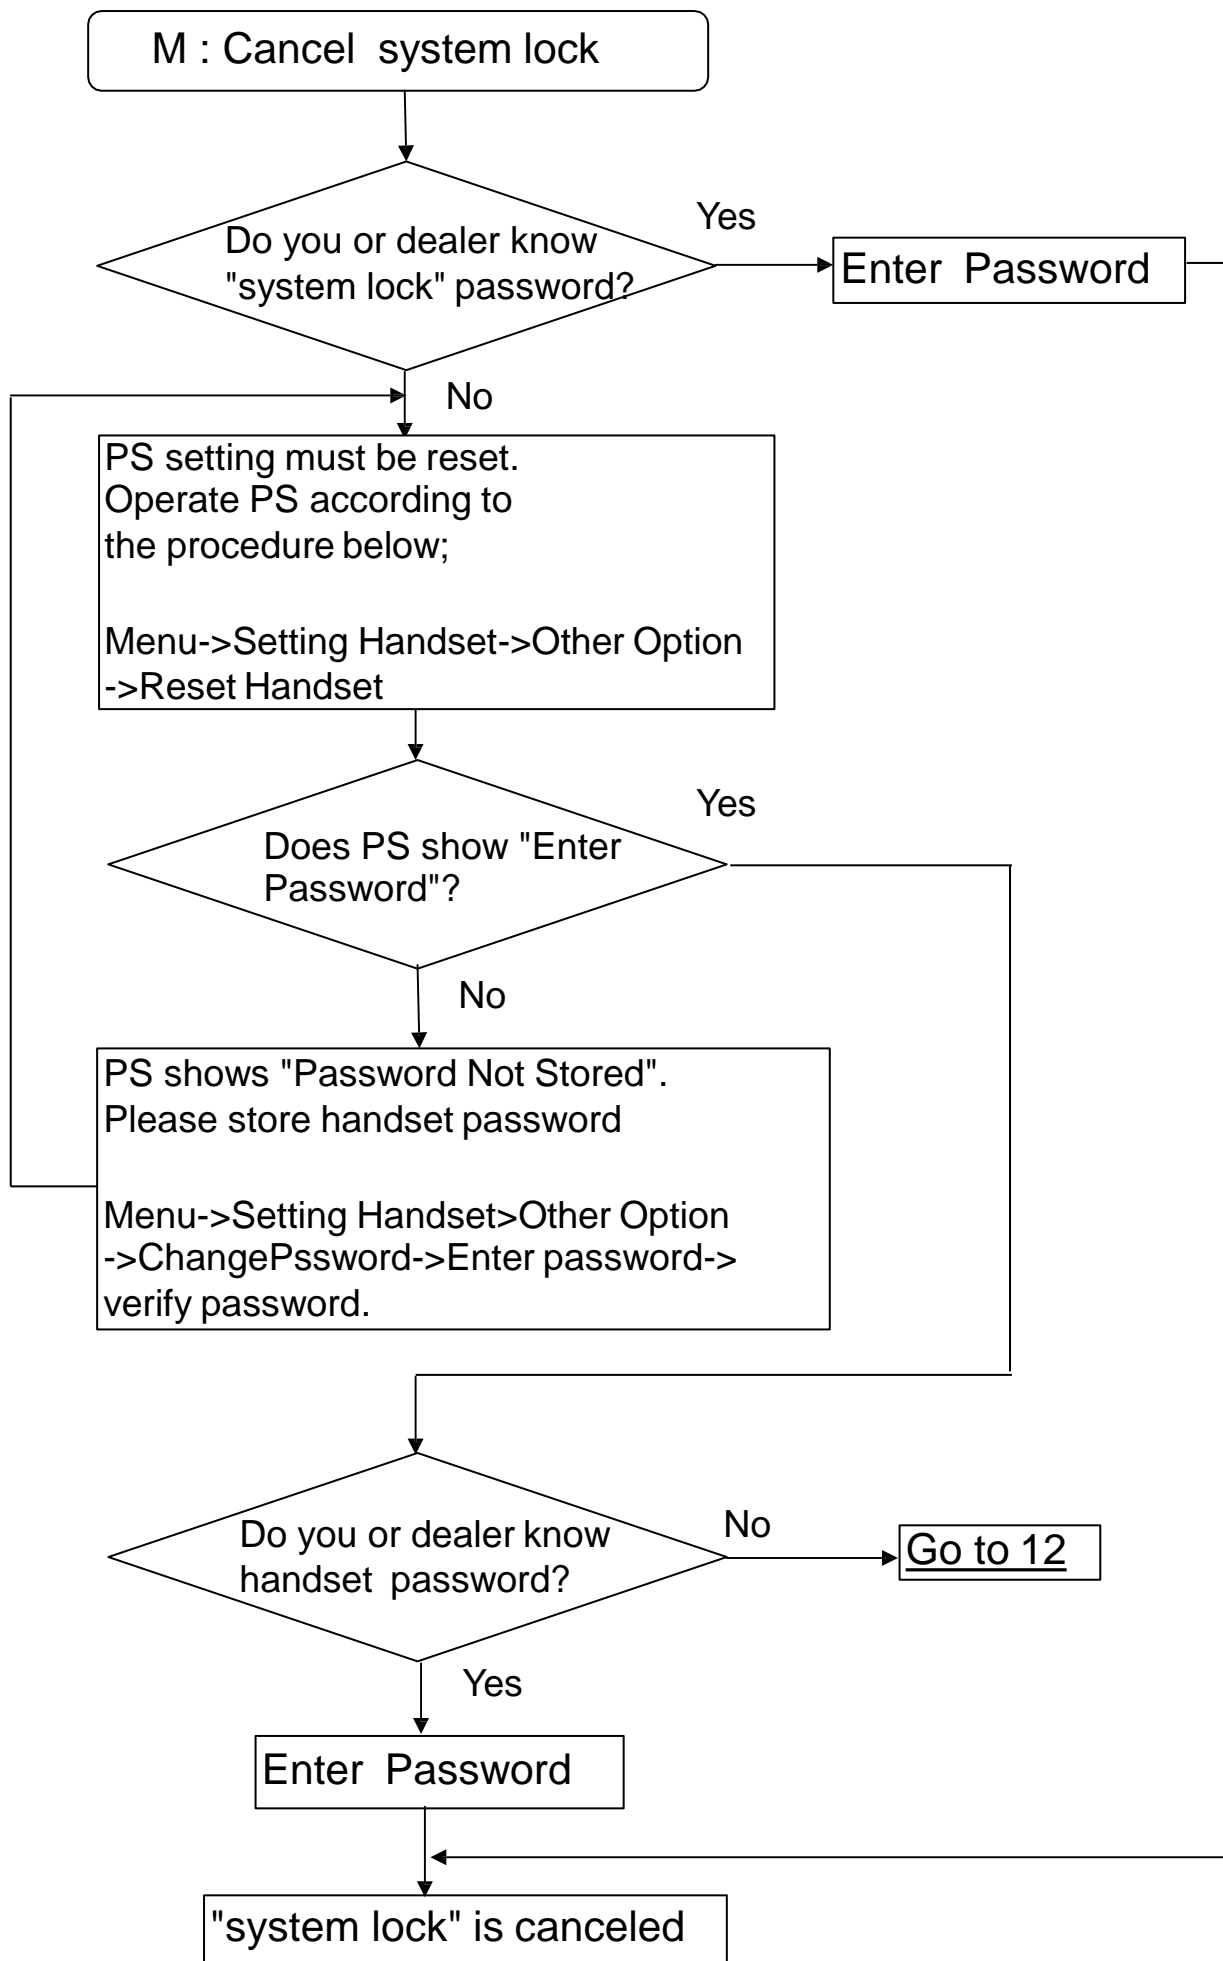 M : Cancel  system lock
Do you or dealer know
"system lock" password?
Yes
Enter  Password
No
PS setting must be reset.
Operate PS according to
the procedure below;
Menu->Setting Handset->Other Option
->Reset Handset
Does PS show "Enter
Password"?
Yes
No
PS shows "Password Not Stored".
Please store handset password
Menu->Setting Handset>Other Option
->ChangePssword->Enter password->
verify password.
Do you or dealer know
handset  password?
No
Go to 12
Yes
Enter  Password
"system lock" is canceled